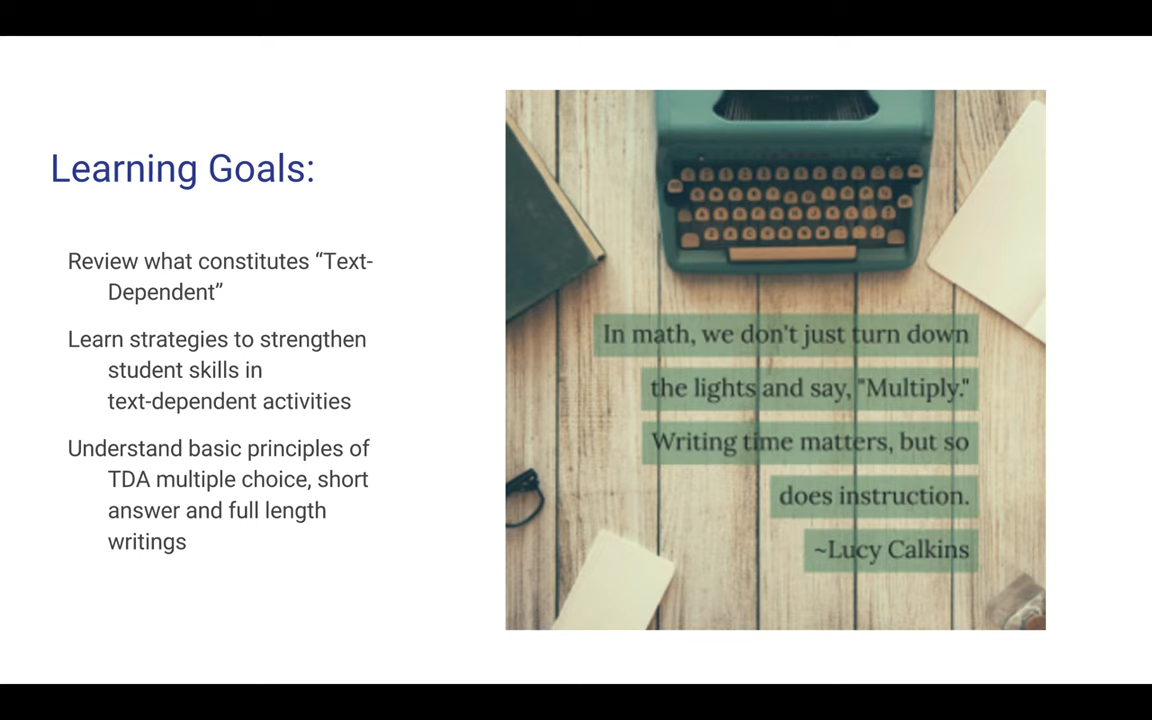 Learning Goals:
Review what constitutes “Text-
Dependent”
Learn strategies to strengthen
student skills in
text-dependent activities
Understand basic principles of
TDA multiple choice, short
answer and full length
writings
In math, we don't just turn down
the lights and say, "Multiply."
Writing time matters, but so
does instruction.
~Lucy Calkins